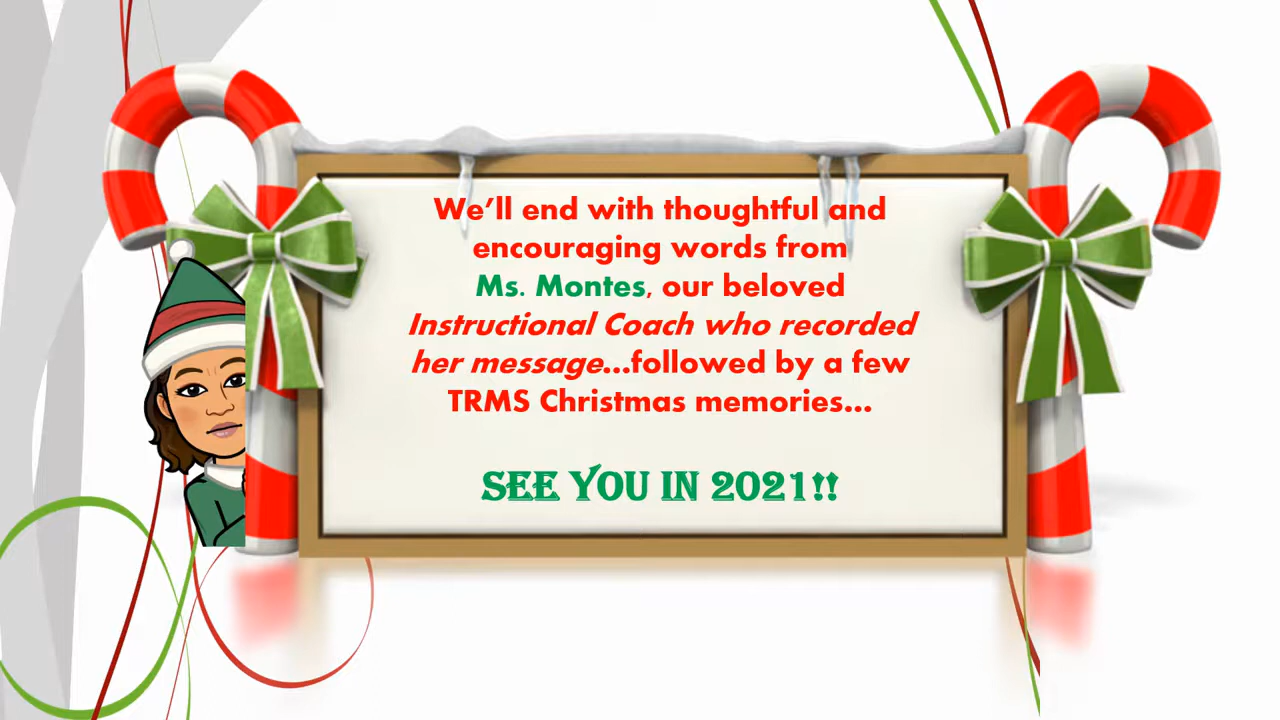 We'll end with thoughtful and
encouraging words from
Ms. Montes, our beloved
Instructional Coach who recorded
her message...followed by a few
TRMS Christmas memories...
SEE YOU IN 2021!!